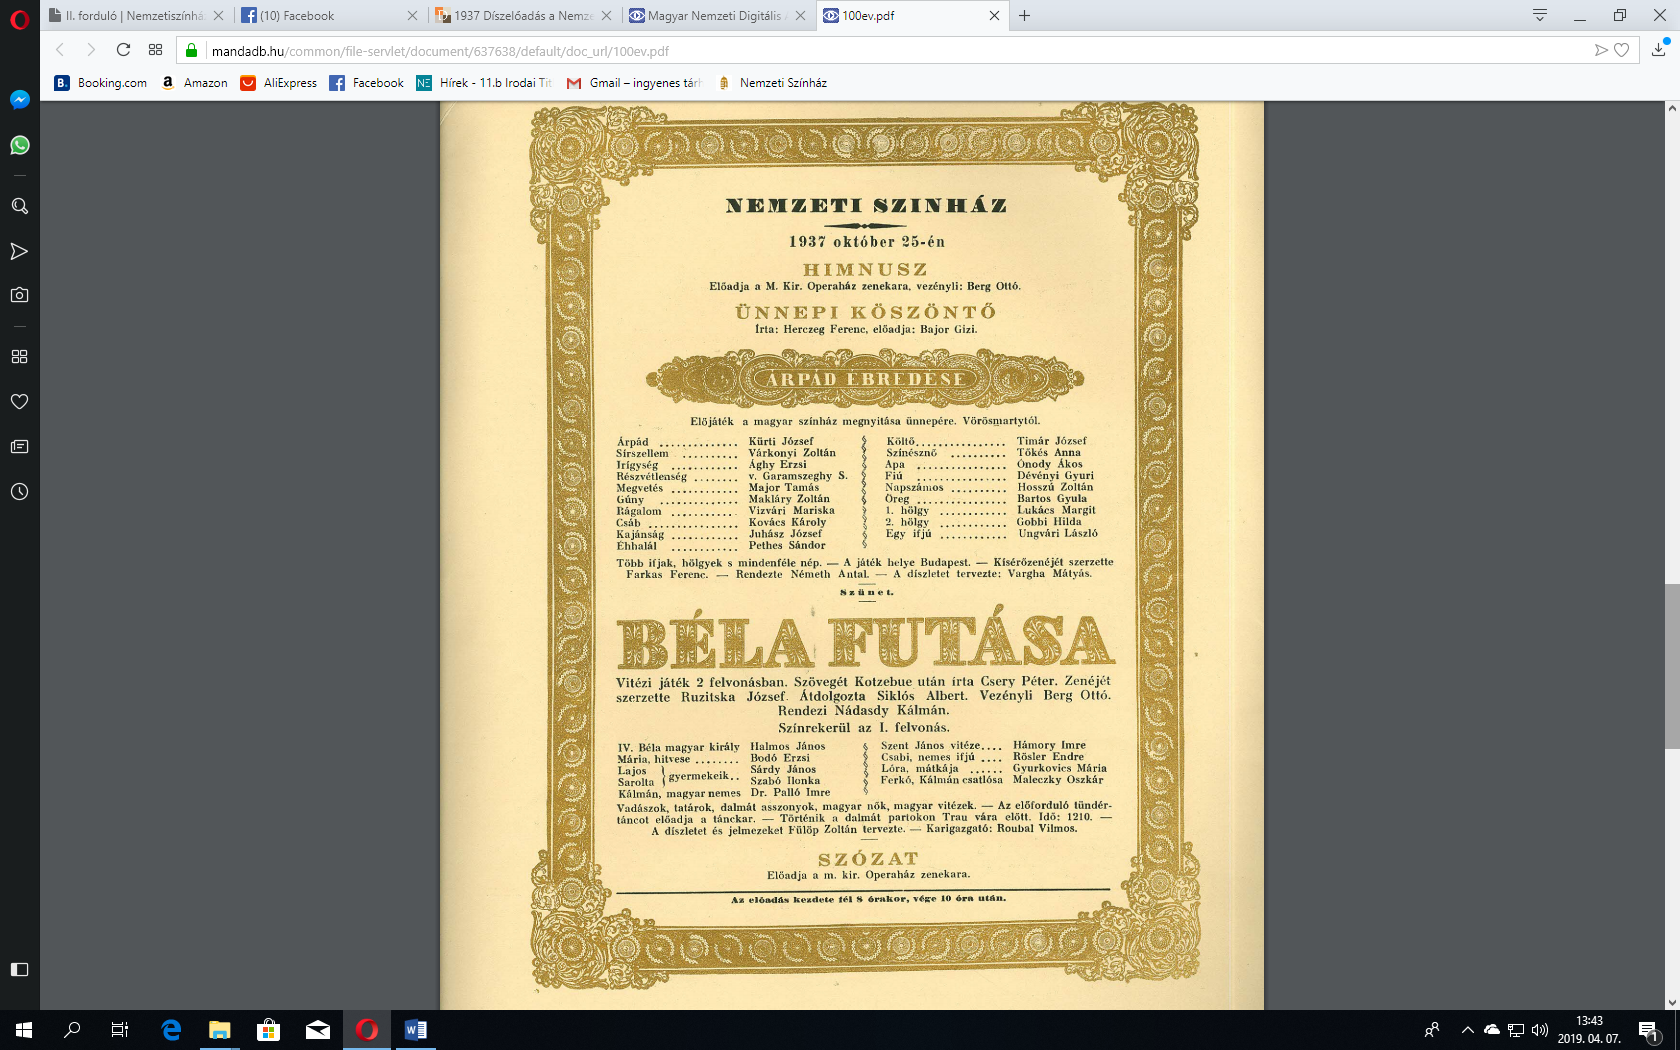 II. forduló | Nemzetiszính
(10) Facebook
1937 Díszelőadás a Nemze
Magyar Nemzeti Digitális A
100ev.pdf
mandadb.hu/common/file-servlet/document/637638/default/doc_url/100ev.pdf
Booking.com
Amazon
AliExpress
Facebook
Hírek - 11.b Irodai Tit
Gmail – ingyenes tárh
Nemzeti Színház
NEMZETI SZINHÁZ
1937 október 25-én
HIMNUSZ
Előadja a M. Kir. Operaház zenekara, vezényli: Berg Ottó.
ÜNNEPI KÖSZÖNTŐ
Írta: Herczeg Ferenc, előadja: Bajor Gizi.
ÁRPÁD ÉBREDÉSE
Előjáték a magyar színház megnyitása ünnepére. Vörösmartytól.
Árpád ............. Kürti József
Sírszellem ......... Várkonyi Zoltán
Irígység ........... Ághy Erzsi
Részvétlenség ....... v. Garamszeghy S.
Megvetés ........... Major Tamás
Gúny ............. Makláry Zoltán
Rágalom ........... Vizvári Mariska
Csáb .............. Kovács Károly
Kajánság ........... Juhász József
Éhhalál ........... Pethes Sándor
Költő............... Timár József
Színésznő .......... Tőkés Anna
Apa ............... Ónody Ákos
Fiú ............... Dévényi Gyuri
Napszámos .......... Hosszú Zoltán
Öreg ............... Bartos Gyula
1. hölgy ............ Lukács Margit
2. hölgy ............ Gobbi Hilda
Egy ifjú ............ Ungvári László
Több ifjak, hölgyek s mindenféle nép. — A játék helye Budapest. — Kísérőzenéjét szerzette
Farkas Ferenc. — Rendezte Németh Antal. — A díszletet tervezte: Vargha Mátyás.
Szünet.
BÉLA FUTÁSA
Vitézi játék 2 felvonásban. Szövegét Kotzebue után írta Csery Péter. Zenéjét
szerzette Ruzitska József. Átdolgozta Siklós Albert. Vezényli Berg Ottó.
Rendezi Nádasdy Kálmán.
Színrekerül az I. felvonás.
IV. Béla magyar király Halmos János
Mária, hitvese ........ Bodó Erzsi
Lajos } gyermekeik.. Sárdy János
Sarolta Szabó Ilonka
Kálmán, magyar nemes Dr. Palló Imre
Szent János vitéze.... Hámory Imre
Csabi, nemes ifjú .... Rösler Endre
Lóra, mátkája ...... Gyurkovics Mária
Ferkó, Kálmán csatlósa Maleczky Oszkár
Vadászok, tatárok, dalmát asszonyok, magyar nők, magyar vitézek. — Az előforduló tündér-
táncot előadja a tánckar. — Történik a dalmát partokon Trau vára előtt. Idő: 1210. —
A díszletet és jelmezeket Fülöp Zoltán tervezte. — Karigazgató: Roubal Vilmos.
SZÓZAT
Előadja a m. kir. Operaház zenekara.
Az előadás kezdete fél 8 órakor, vége 10 óra után.
13:43
2019. 04. 07.
1